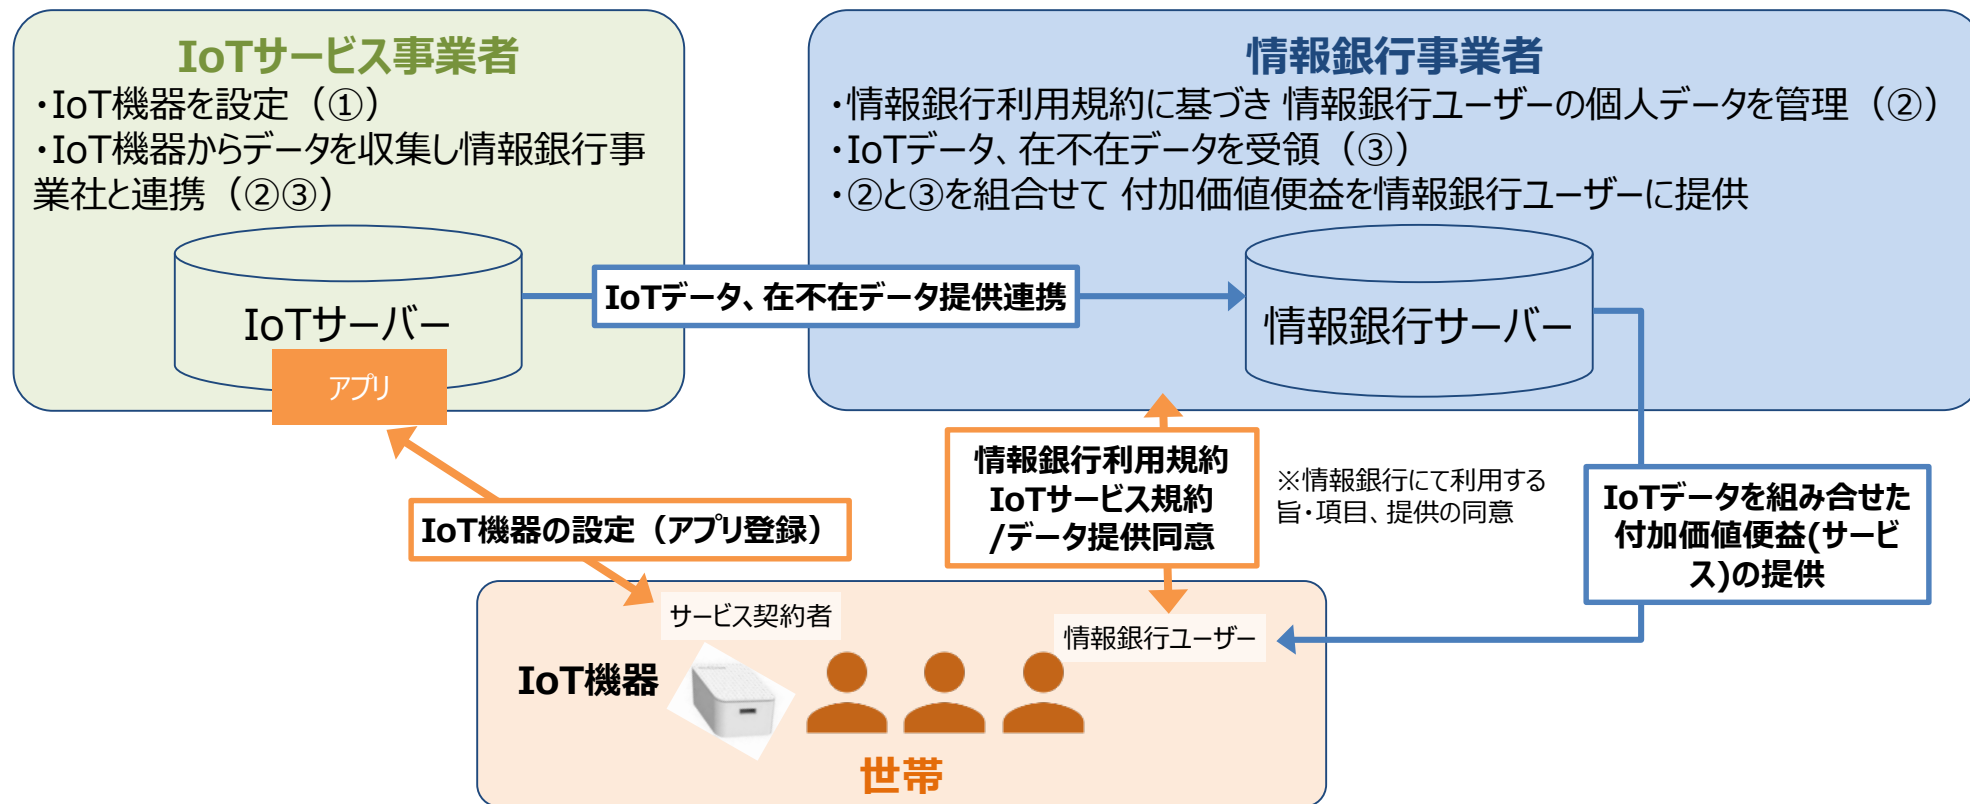 IoTサービス事業者
・IoT機器を設定（①）
・IoT機器からデータを収集し情報銀行事
業社と連携（②③）
IoTサーバー
アプリ
情報銀行事業者
・情報銀行利用規約に基づき 情報銀行ユーザーの個人データを管理（②）
・IoTデータ、在不在データを受領（③）
・②と③を組合せて 付加価値便益を情報銀行ユーザーに提供
IoTデータ、在不在データ提供連携
情報銀行サーバー
IoT機器の設定（アプリ登録）
情報銀行利用規約
IoTサービス規約
/データ提供同意
※情報銀行にて利用する
旨・項目、提供の同意
IoTデータを組み合せた
付加価値便益(サービ
ス)の提供
サービス契約者
情報銀行ユーザー
IoT機器
世帯